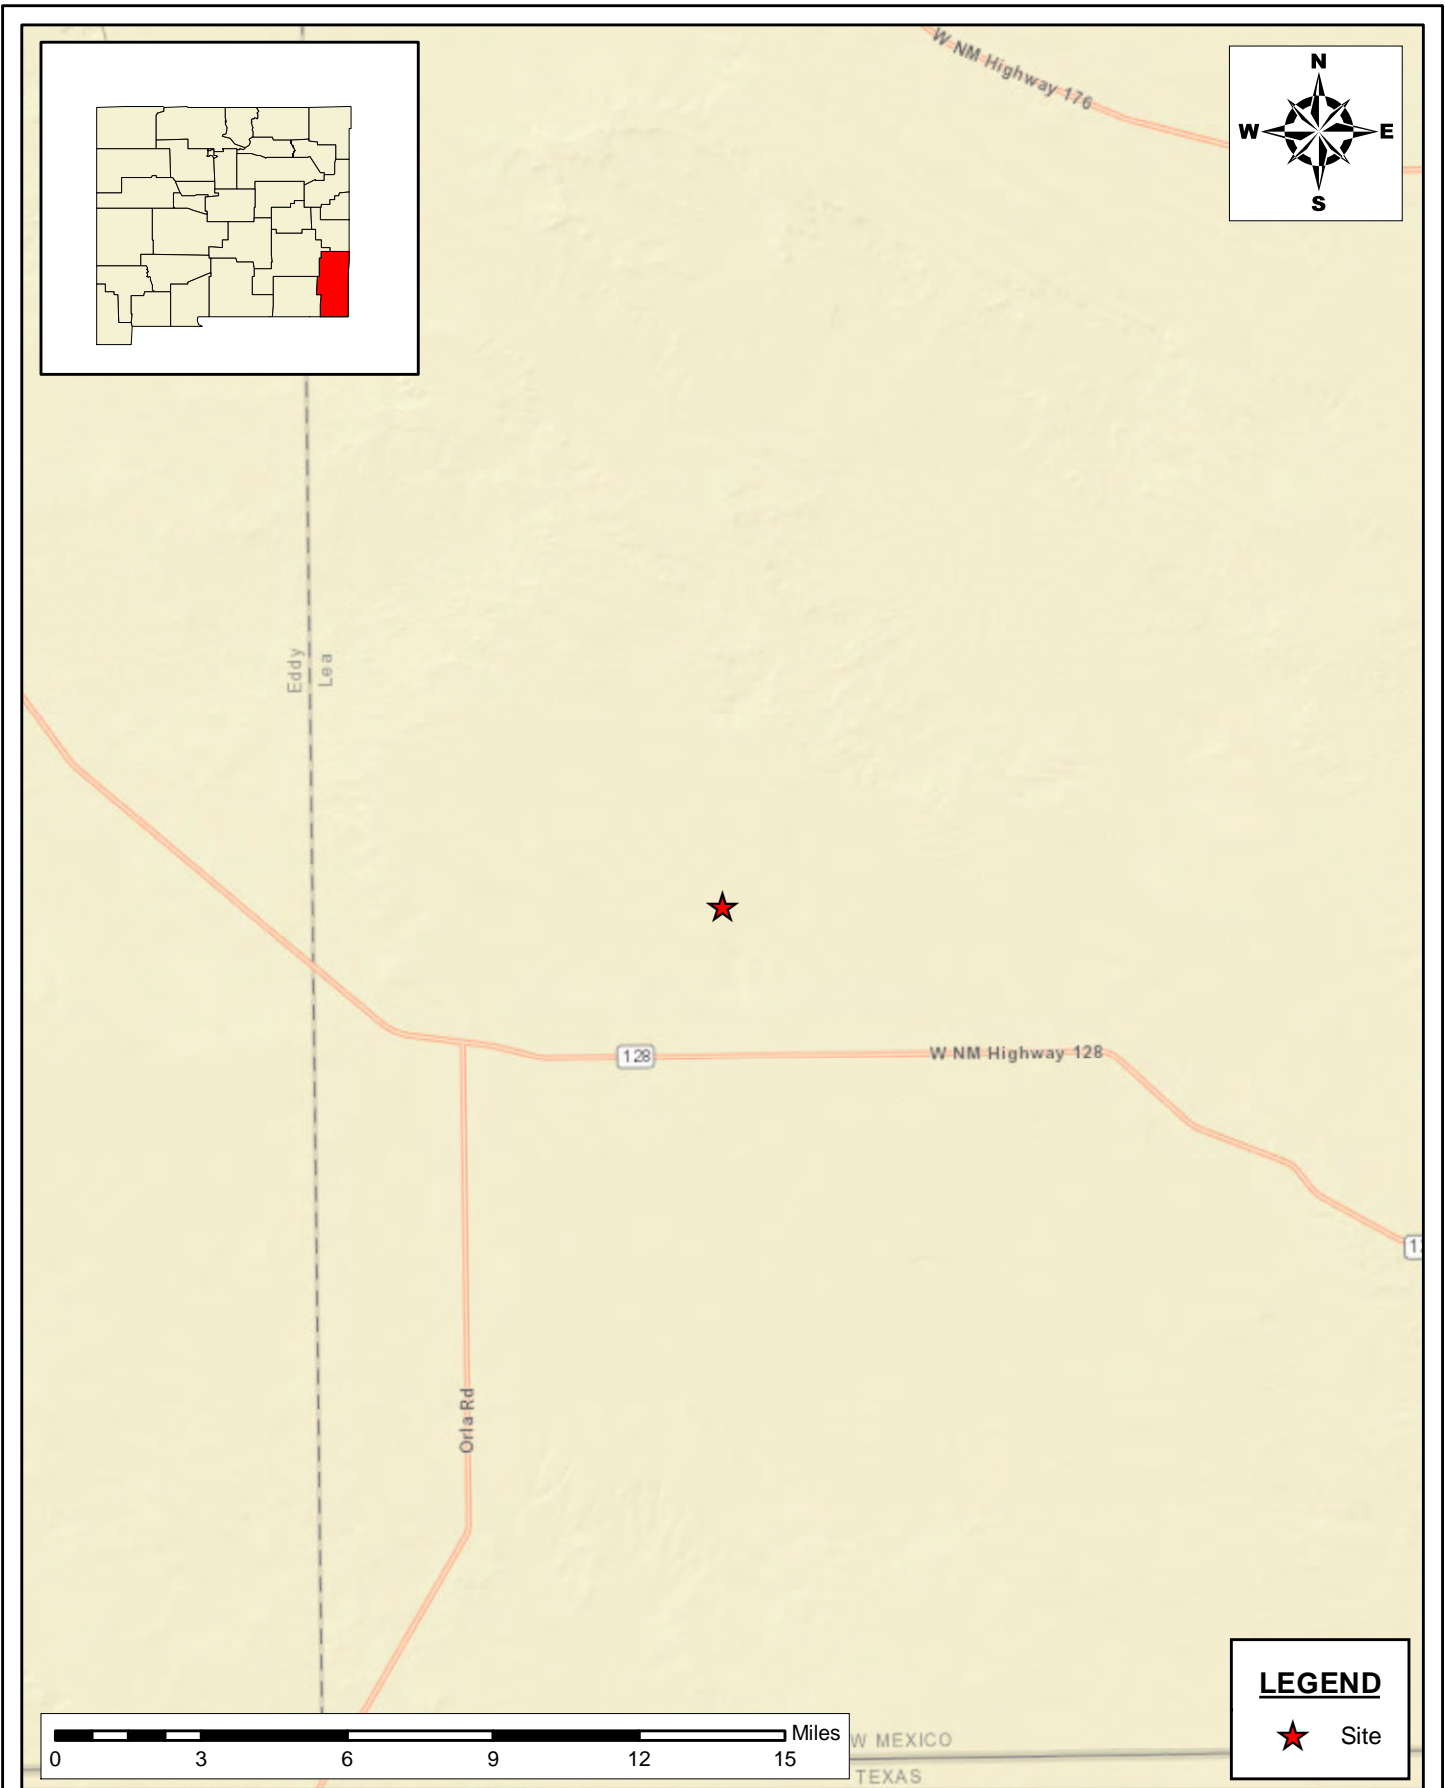 W NM Highway 176
N
W E
S
Eddy
Lea
128
W NM Highway 128
Orla Rd
LEGEND
Site
Miles
0 3 6 9 12 15
W MEXICO
TEXAS